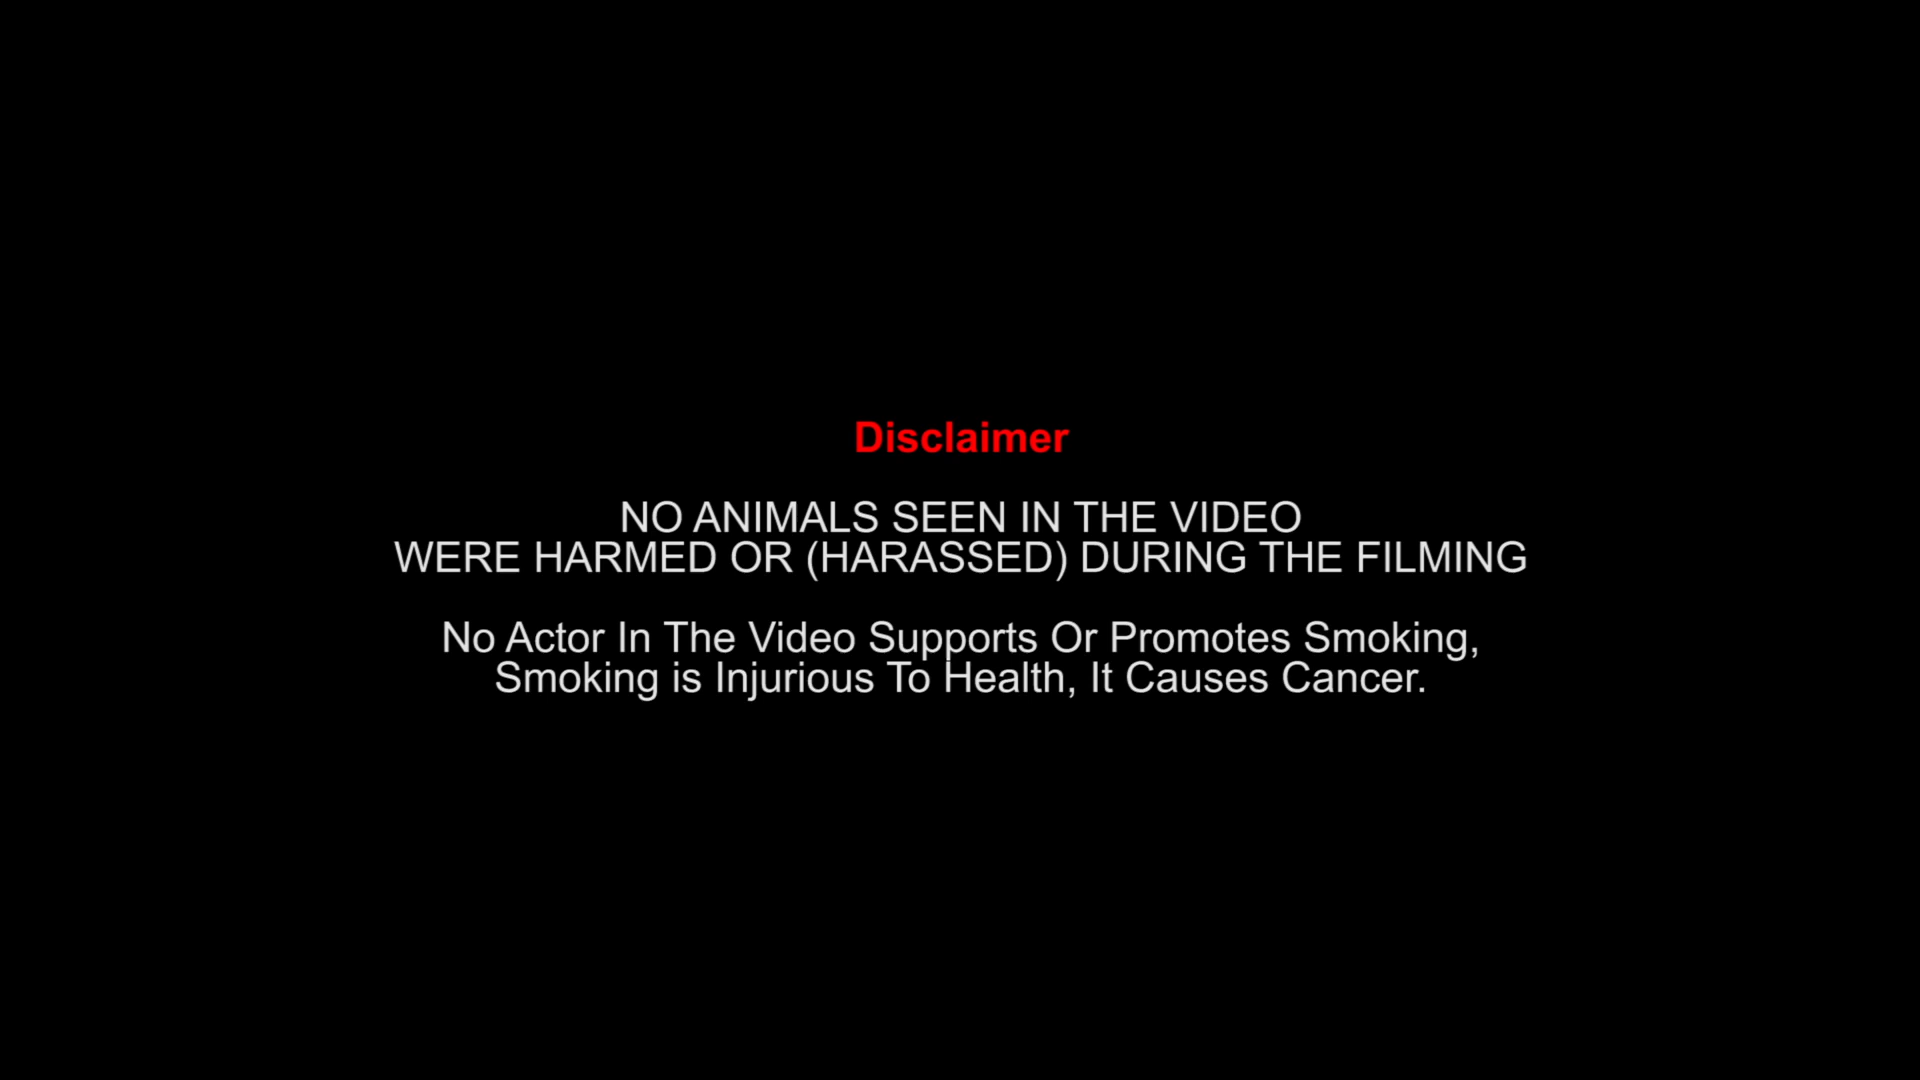 Disclaimer
NO ANIMALS SEEN IN THE VIDEO
WERE HARMED OR (HARASSED) DURING THE FILMING
No Actor In The Video Supports Or Promotes Smoking,
Smoking is Injurious To Health, It Causes Cancer.